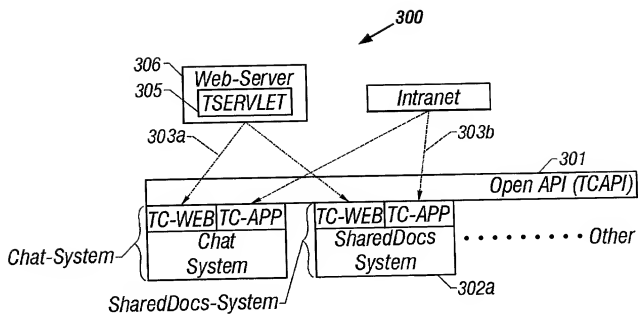 300
306
Web-Server
305
TSERVLET
Intranet
303a
303b
301
Open API (TCAPI)
TC-WEB TC-APP
TC-WEB TC-APP
Chat-System
Chat
System
SharedDocs
System
Other
SharedDocs-System
302a